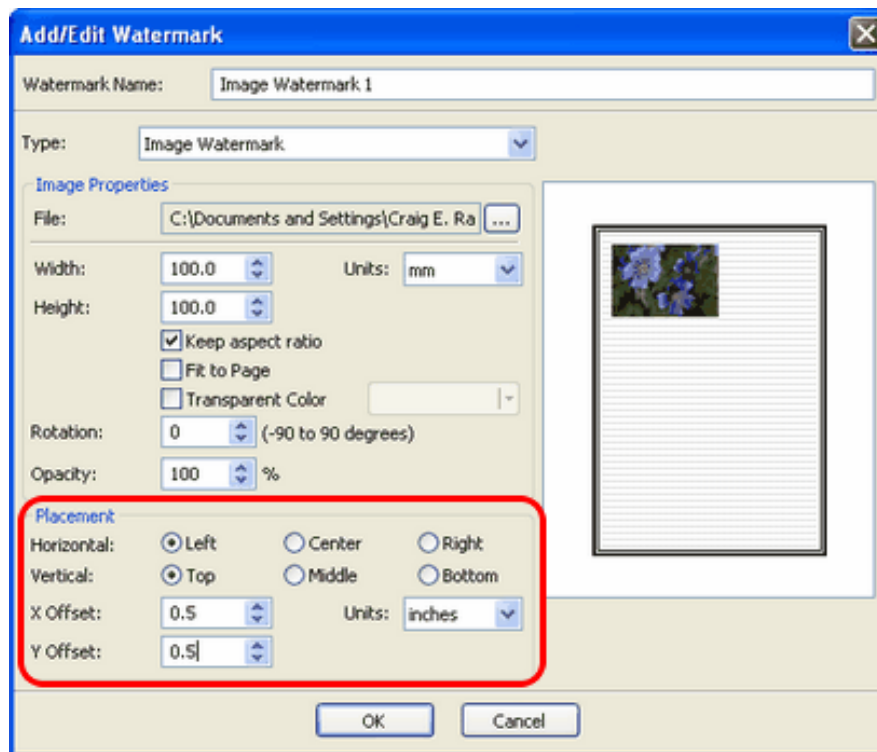 Add/Edit Watermark
Watermark Name: Image Watermark 1
Type: Image Watermark
Image Properties
File: C:\Documents and Settings\Craig E. Ra ...
Width: 100.0 Units: mm
Height: 100.0
Keep aspect ratio
Fit to Page
Transparent Color
Rotation: 0 (-90 to 90 degrees)
Opacity: 100 %
Placement
Horizontal: Left Center Right
Vertical: Top Middle Bottom
X Offset: 0.5 Units: inches
Y Offset: 0.5
OK Cancel